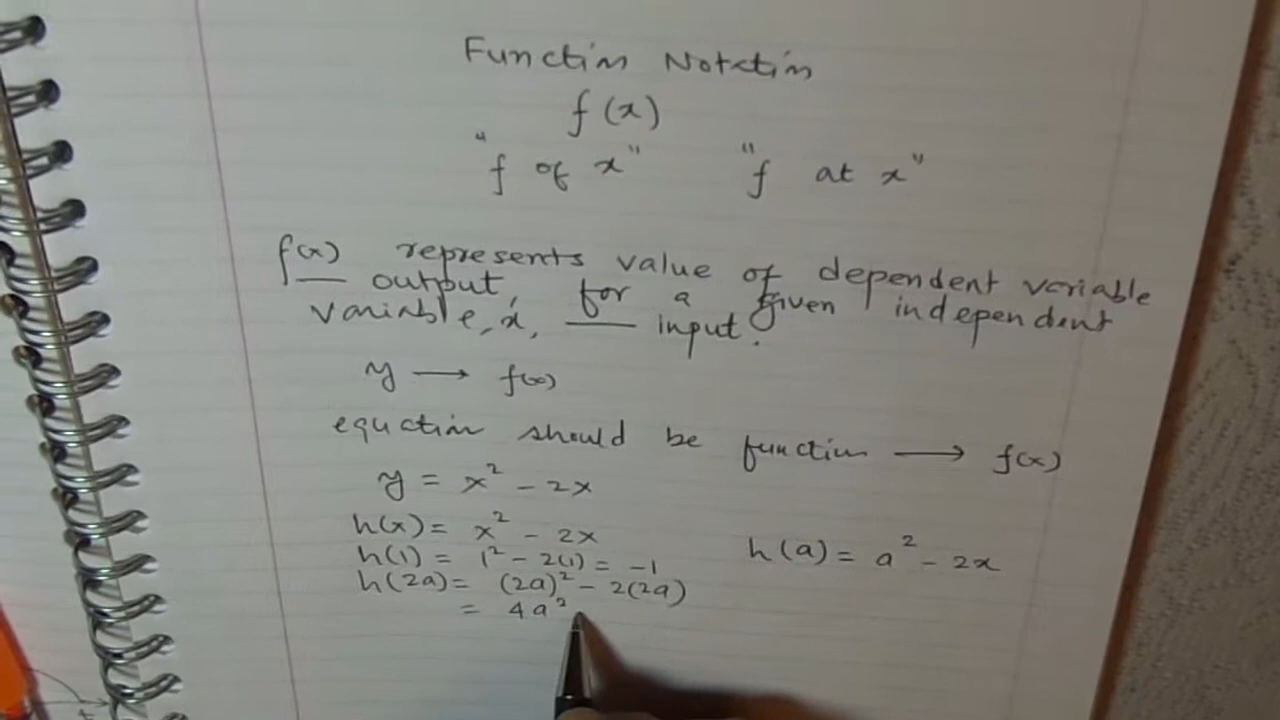 Function Notation
f(x)
"f of x" "f at x"
f(x) represents value of dependent variable
— output, for a given independent
variable, x, — input.
y → f(x)
equation should be function → f(x)
y = x² - 2x
h(x) = x² - 2x
h(1) = 1² - 2(1) = -1
h(a) = a² - 2x
h(2a) = (2a)² - 2(2a)
= 4a²